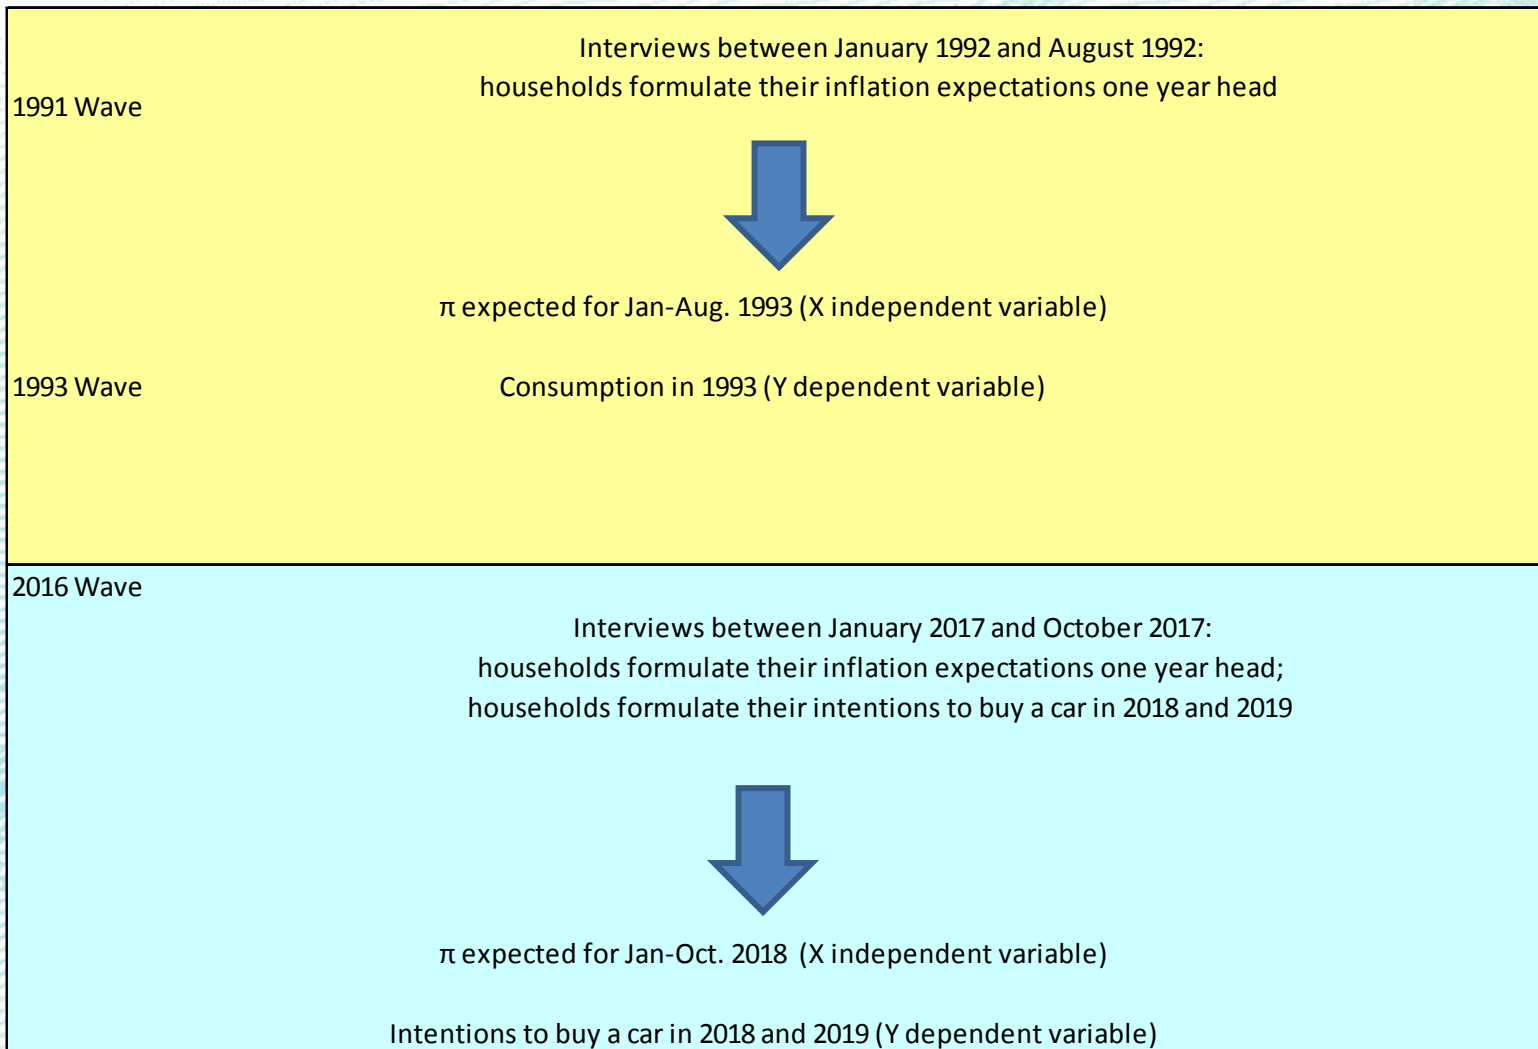 Interviews between January 1992 and August 1992:
households formulate their inflation expectations one year head
1991 Wave
π expected for Jan-Aug. 1993 (X independent variable)
1993 Wave
Consumption in 1993 (Y dependent variable)
2016 Wave
Interviews between January 2017 and October 2017:
households formulate their inflation expectations one year head;
households formulate their intentions to buy a car in 2018 and 2019
π expected for Jan-Oct. 2018 (X independent variable)
Intentions to buy a car in 2018 and 2019 (Y dependent variable)